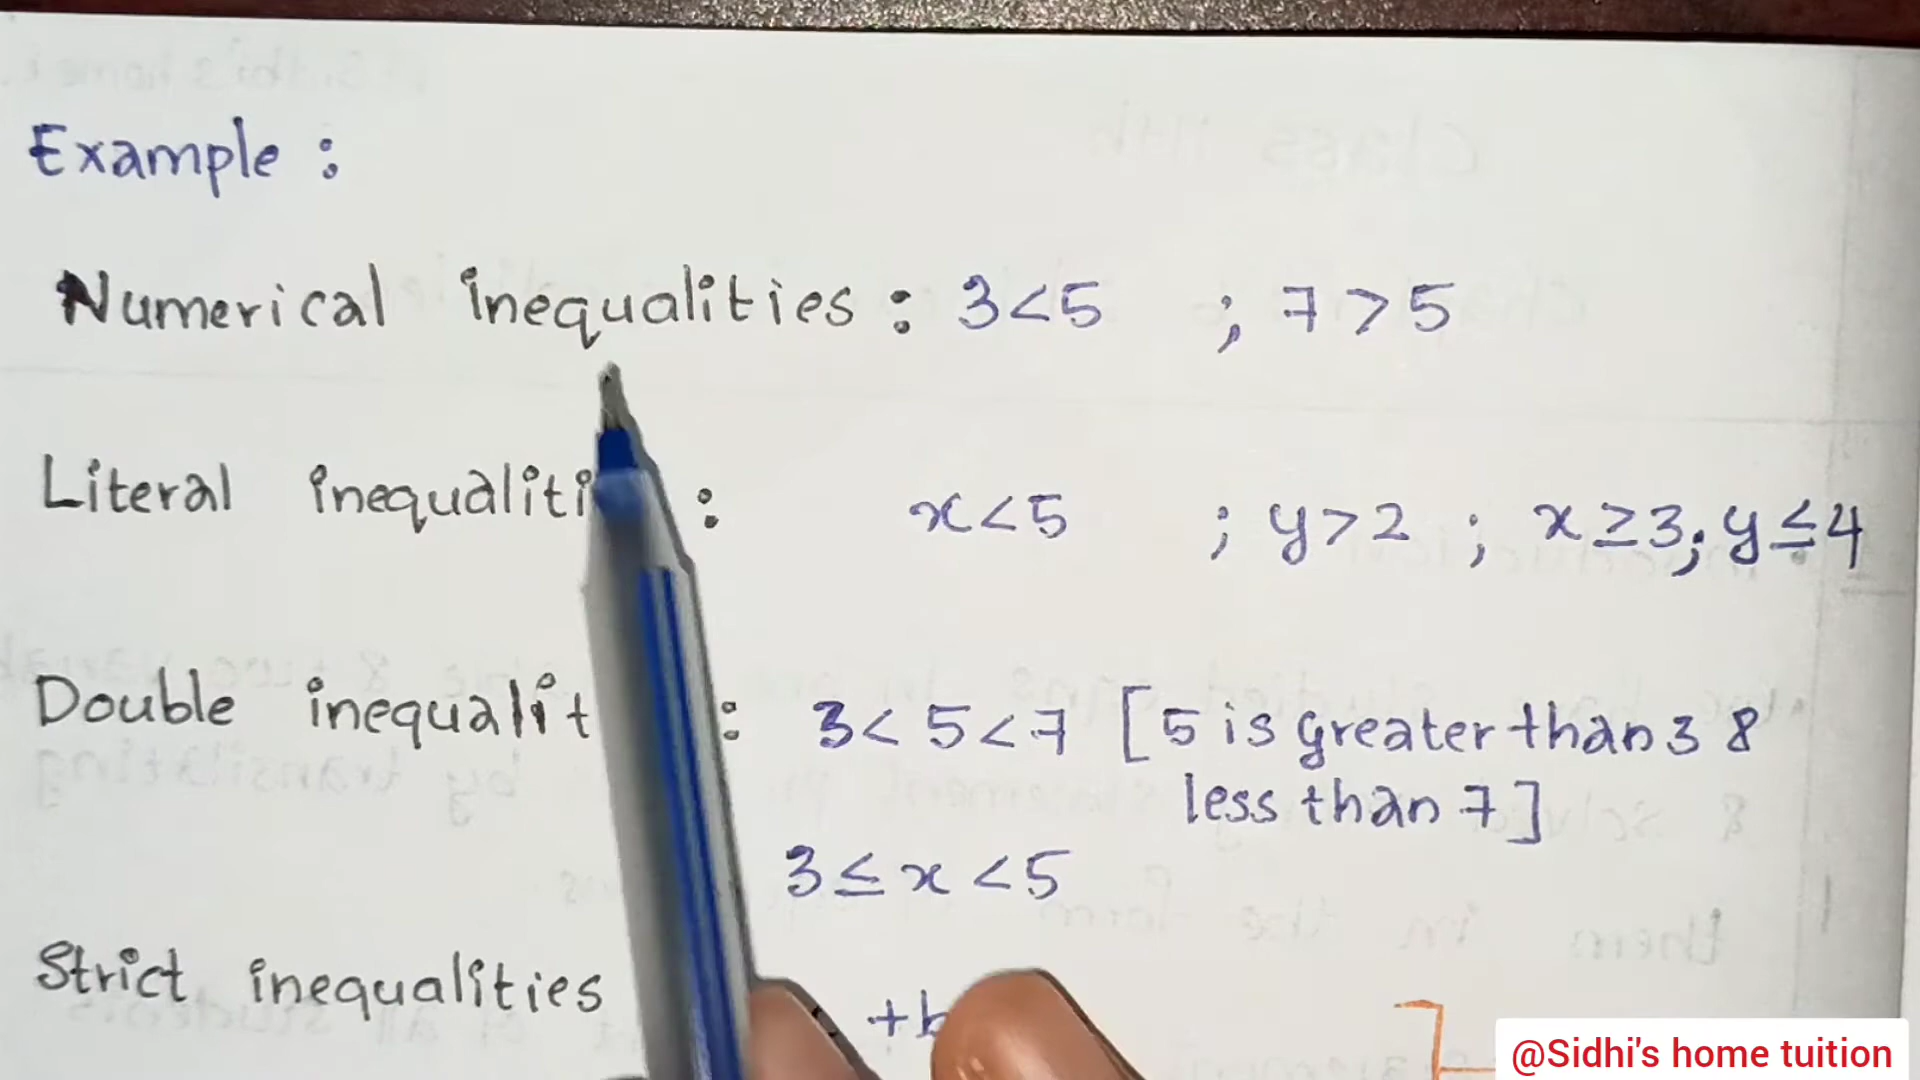 Example :
Numerical inequalities : 3<5 ; 7>5
Literal inequaliti : x<5 ; y>2 ; x≥3; y≤4
Double inequalit : 3<5<7 [5 is greater than 3 &
less than 7]
3≤x<5
Strict inequalities +b
@Sidhi's home tuition